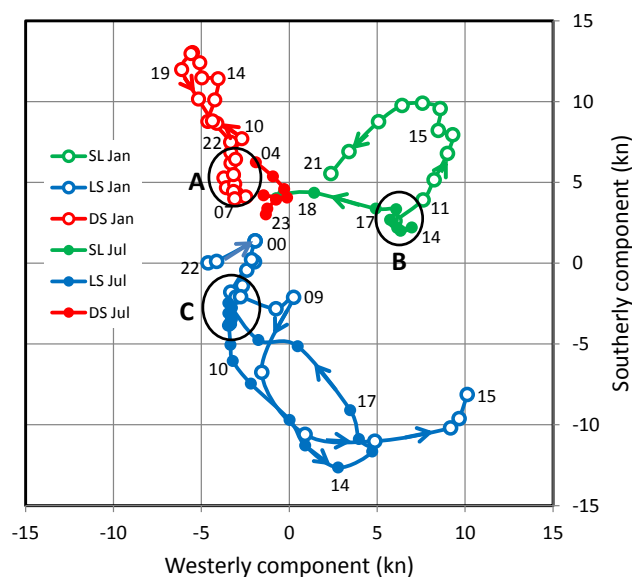 15
10
5
0
-5
-10
-15
Southerly component (kn)
-15 -10 -5 0 5 10 15
Westerly component (kn)
SL Jan
LS Jan
DS Jan
SL Jul
LS Jul
DS Jul
19
14
10
22
04
A
07
23
18
21
15
11
17
14
B
22
00
C
09
10
17
15
14